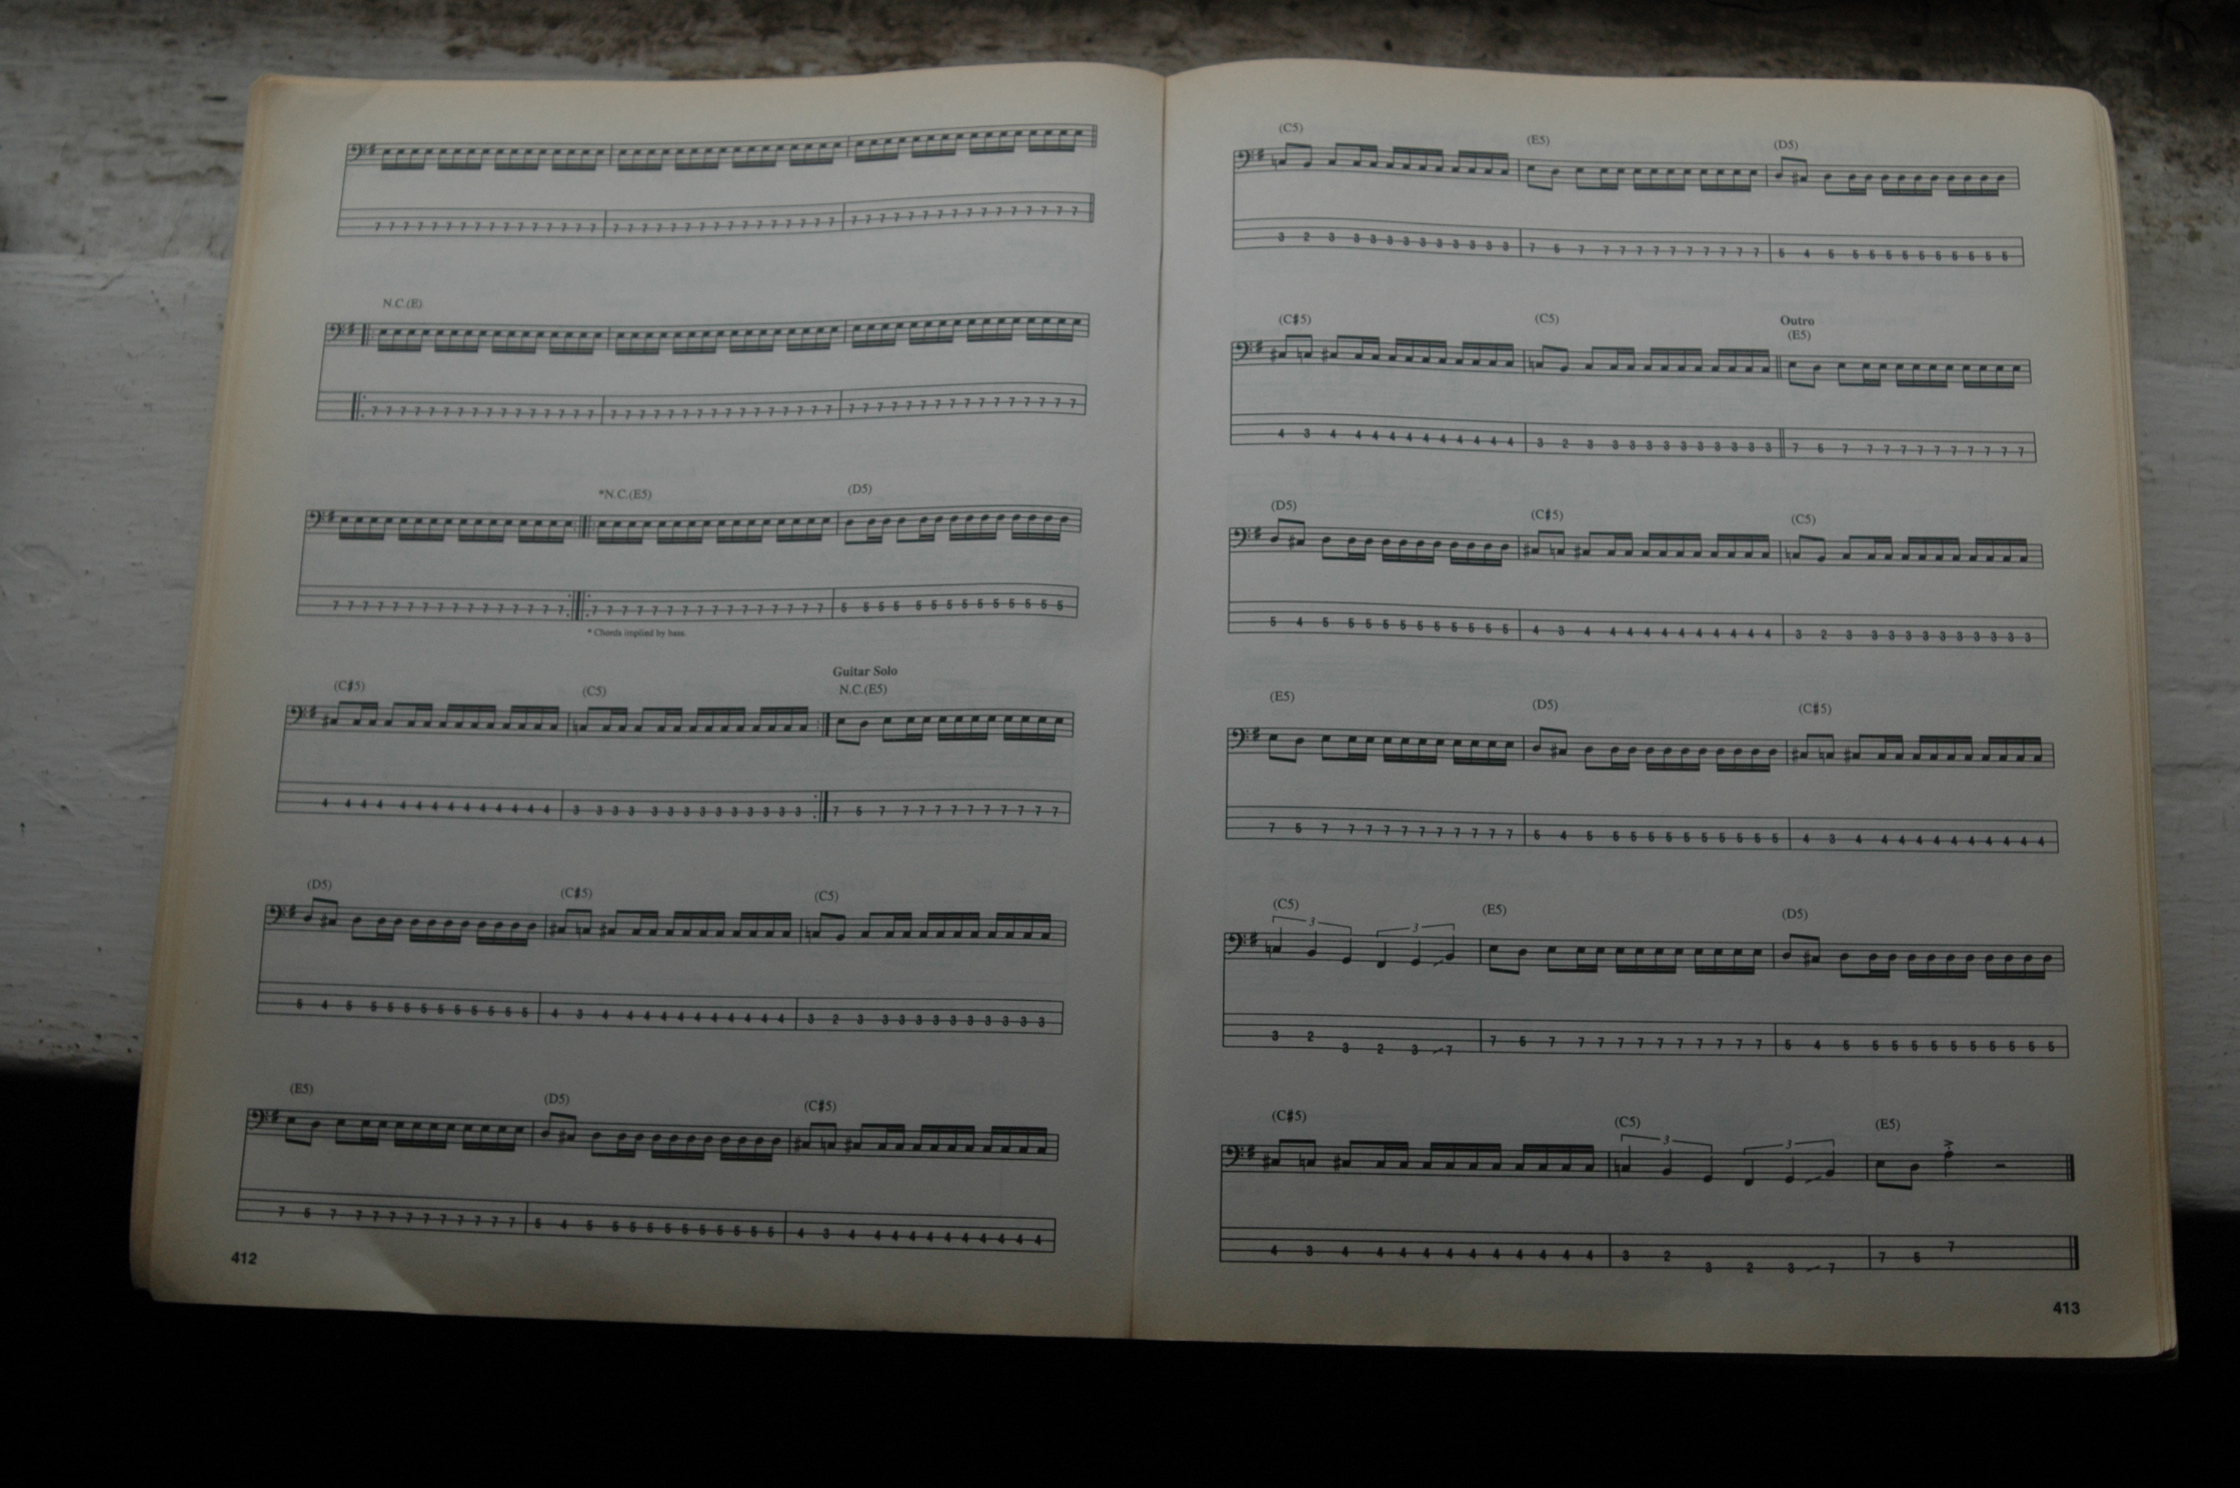 7 7 7 7 7 7 7 7 7 7 7 7 7 7 7 7 7 7 7 7 7 7 7 7 7 7 7 7 7 7 7 7 7 7 7 7 7 7 7 7 7 7 7 7 7 7 7 7
N.C.(E)
7 7 7 7 7 7 7 7 7 7 7 7 7 7 7 7 7 7 7 7 7 7 7 7 7 7 7 7 7 7 7 7 7 7 7 7 7 7 7 7 7 7 7 7 7 7 7 7
*N.C.(E5) (D5)
7 7 7 7 7 7 7 7 7 7 7 7 7 7 7 7 7 7 7 7 7 7 7 7 7 7 7 7 7 7 7 7 5 5 5 5 5 5 5 5 5 5 5 5 5 5
* Chords implied by bass.
Guitar Solo
(C#5) (C5) N.C.(E5)
4 4 4 4 4 4 4 4 4 4 4 4 4 4 3 3 3 3 3 3 3 3 3 3 3 3 3 3 7 5 7 7 7 7 7 7 7 7 7 7 7 7
(D5) (C#5) (C5)
5 4 5 5 5 5 5 5 5 5 5 5 5 5 4 3 4 4 4 4 4 4 4 4 4 4 4 4 3 2 3 3 3 3 3 3 3 3 3 3 3 3
(E5) (D5) (C#5)
7 5 7 7 7 7 7 7 7 7 7 7 7 7 5 4 5 5 5 5 5 5 5 5 5 5 5 5 4 3 4 4 4 4 4 4 4 4 4 4 4 4
412
(C5) (E5) (D5)
3 2 3 3 3 3 3 3 3 3 3 3 3 3 7 5 7 7 7 7 7 7 7 7 7 7 7 7 5 4 5 5 5 5 5 5 5 5 5 5 5 5
Outro
(C#5) (C5) (E5)
4 3 4 4 4 4 4 4 4 4 4 4 4 4 3 2 3 3 3 3 3 3 3 3 3 3 3 3 7 5 7 7 7 7 7 7 7 7 7 7 7 7
(D5) (C#5) (C5)
5 4 5 5 5 5 5 5 5 5 5 5 5 5 4 3 4 4 4 4 4 4 4 4 4 4 4 4 3 2 3 3 3 3 3 3 3 3 3 3 3 3
(E5) (D5) (C#5)
7 5 7 7 7 7 7 7 7 7 7 7 7 7 5 4 5 5 5 5 5 5 5 5 5 5 5 5 4 3 4 4 4 4 4 4 4 4 4 4 4 4
(C5) (E5) (D5)
3 3
3 2 3 2 3 7 7 5 7 7 7 7 7 7 7 7 7 7 7 7 5 4 5 5 5 5 5 5 5 5 5 5 5 5
(C#5) (C5) (E5)
3 3
4 3 4 4 4 4 4 4 4 4 4 4 4 4 3 2 3 2 3 7 7 5 7
413